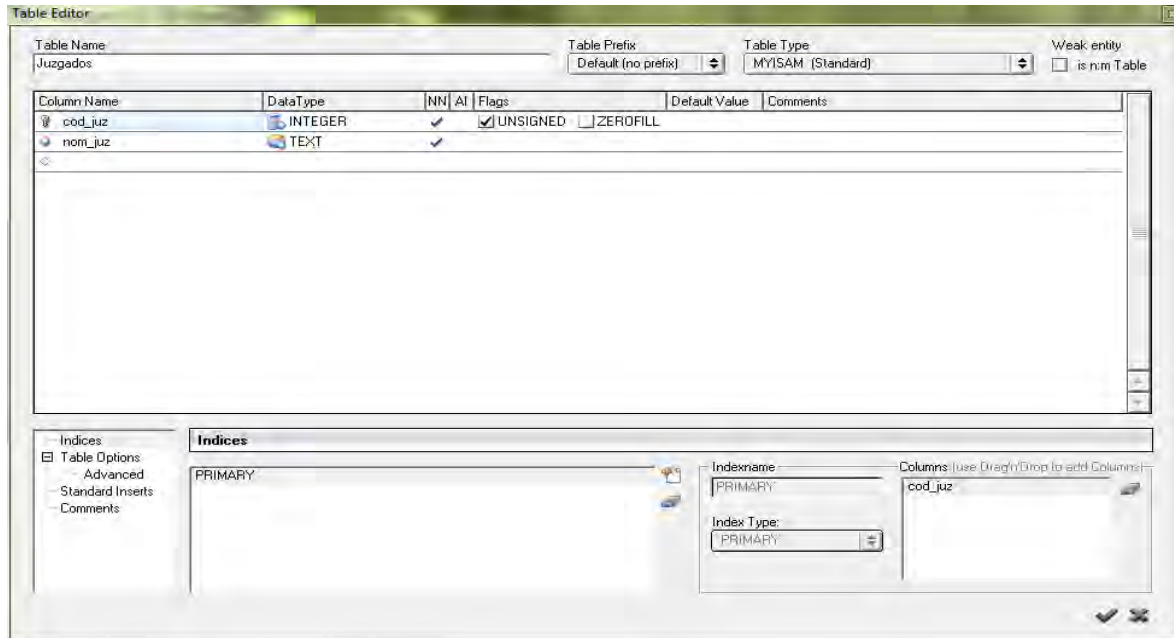 Table Editor
Table Name Table Prefix Table Type Weak entity
Juzgados Default (no prefix) MYISAM (Standard) is n:m Table
Column Name DataType NN AI Flags Default Value Comments
cod_juz INTEGER UNSIGNED ZEROFILL
nom_juz TEXT
Indices
Table Options
Advanced
Standard Inserts
Comments
Indices
PRIMARY
Indexname
PRIMARY
Index Type:
PRIMARY
Columns (use Drag'n'Drop to add Columns)
cod_juz